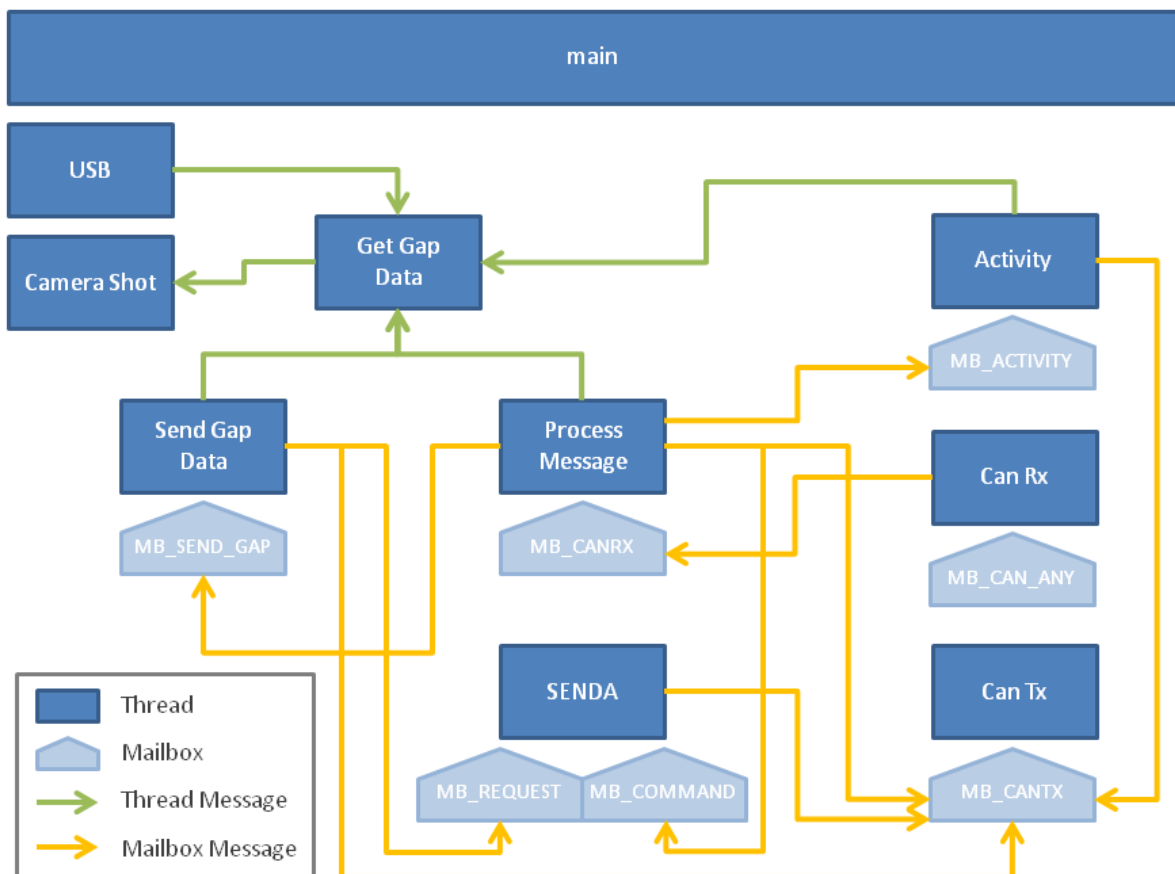 main
USB
Get Gap
Data
Activity
Camera Shot
MB_ACTIVITY
Send Gap
Data
Process
Message
Can Rx
MB_SEND_GAP
MB_CANRX
MB_CAN_ANY
SENDA
Can Tx
MB_REQUEST
MB_COMMAND
MB_CANTX
Thread
Mailbox
Thread Message
Mailbox Message